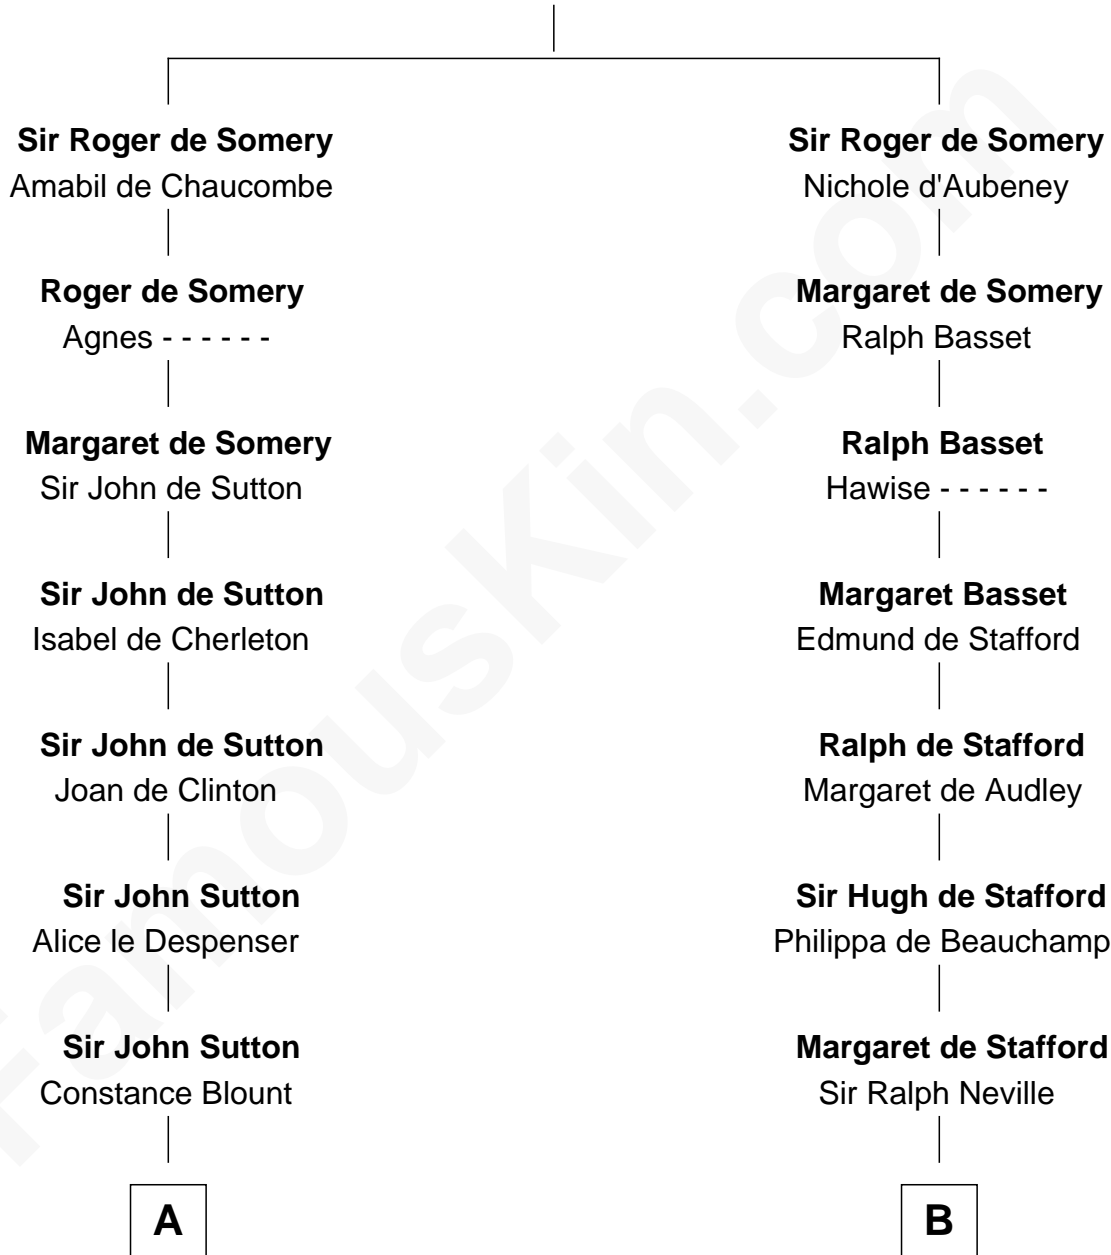 Sir Roger de Somery
Amabil de Chaucombe
Roger de Somery
Agnes - - - - - -
Margaret de Somery
Sir John de Sutton
Sir John de Sutton
Isabel de Cherleton
Sir John de Sutton
Joan de Clinton
Sir John Sutton
Alice le Despenser
Sir John Sutton
Constance Blount
A
Sir Roger de Somery
Nichole d'Aubeney
Margaret de Somery
Ralph Basset
Ralph Basset
Hawise - - - - - -
Margaret Basset
Edmund de Stafford
Ralph de Stafford
Margaret de Audley
Sir Hugh de Stafford
Philippa de Beauchamp
Margaret de Stafford
Sir Ralph Neville
B
FamousKin.com